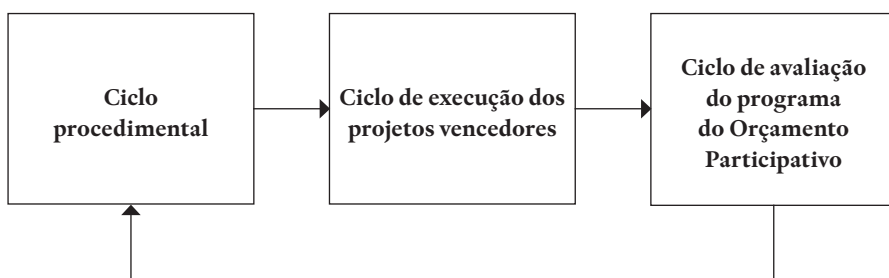 Ciclo
procedimental
Ciclo de execução dos
projetos vencedores
Ciclo de avaliação
do programa
do Orçamento
Participativo